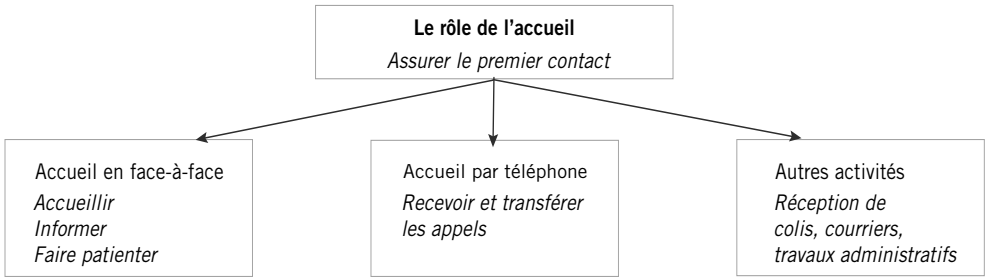 Le rôle de l’accueil
Assurer le premier contact
Accueil en face-à-face
Accueillir
Informer
Faire patienter
Accueil par téléphone
Recevoir et transférer
les appels
Autres activités
Réception de
colis, courriers,
travaux administratifs